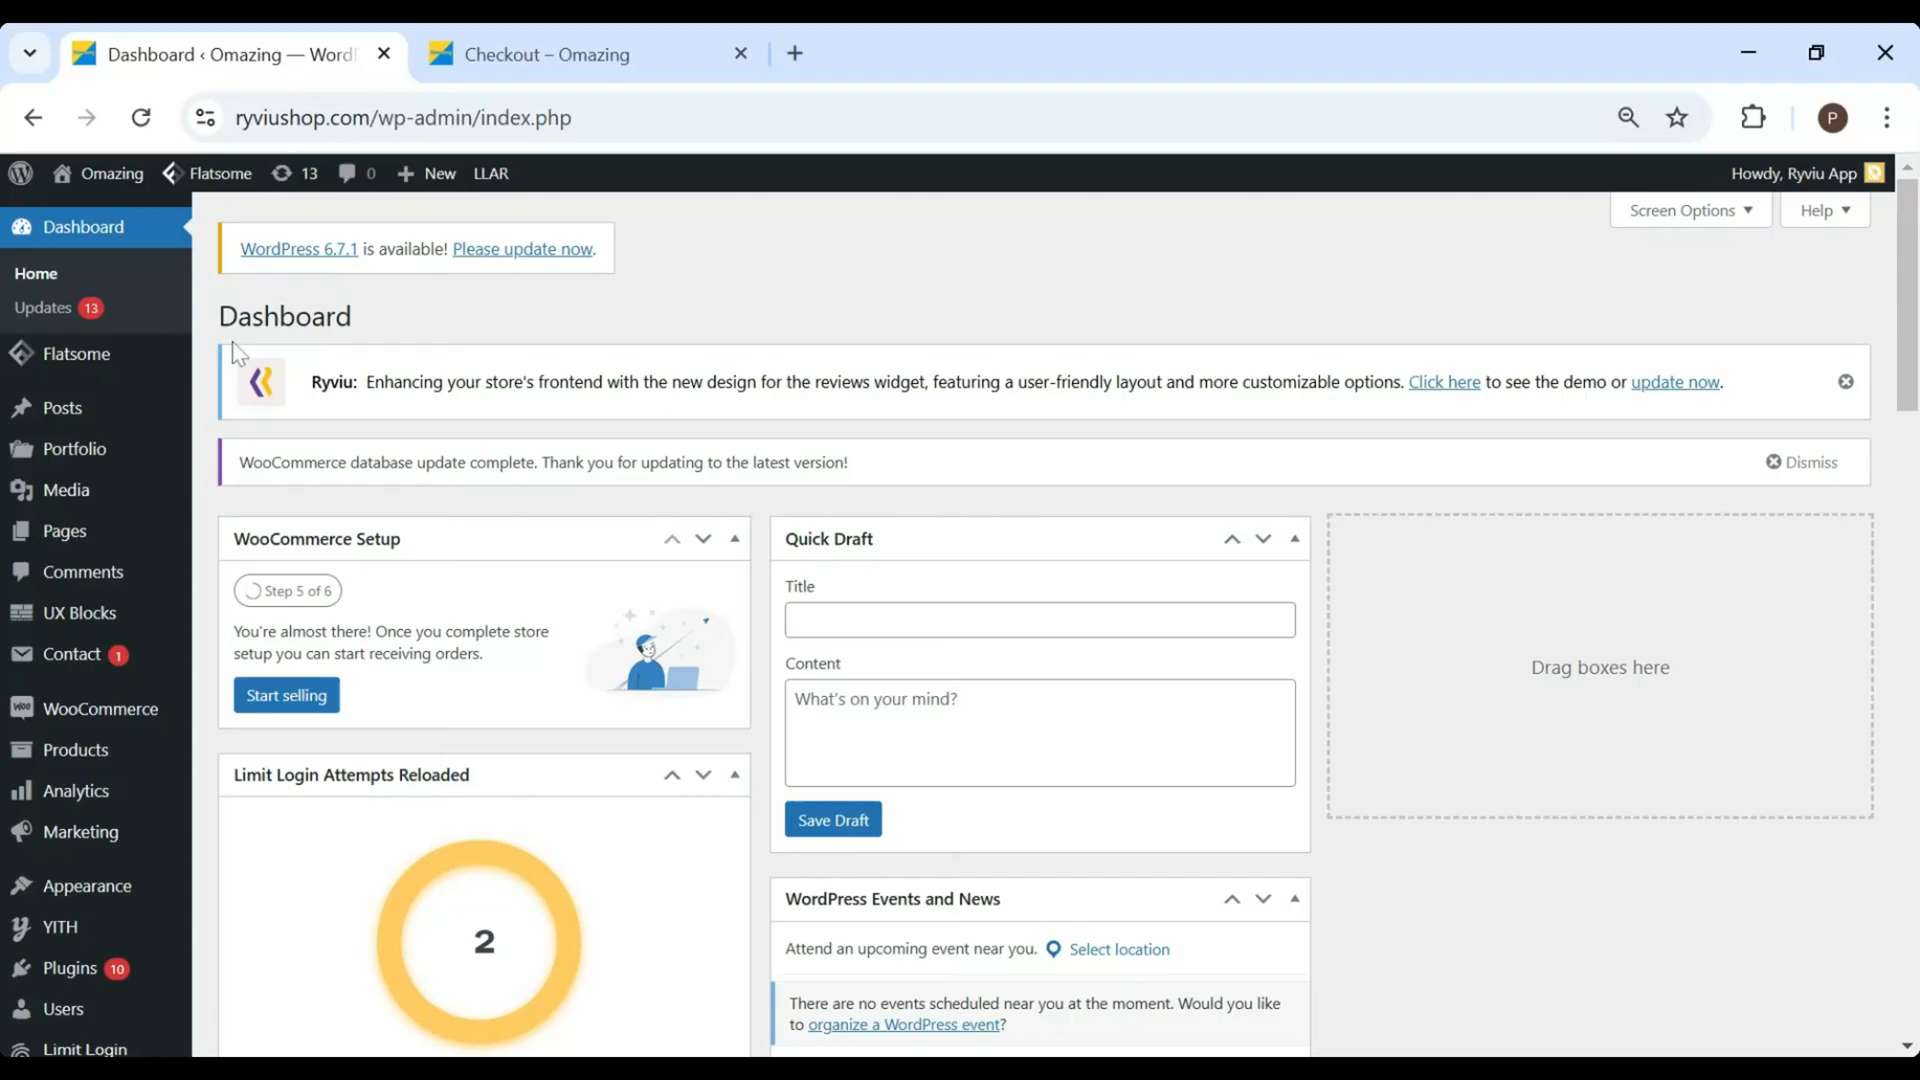 Dashboard ‹ Omazing — Word
Checkout – Omazing
ryviushop.com/wp-admin/index.php
P
Omazing
Flatsome
13
0
New
LLAR
Howdy, Ryviu App
Dashboard
Home
Updates 13
Flatsome
Posts
Portfolio
Media
Pages
Comments
UX Blocks
Contact 1
WooCommerce
Products
Analytics
Marketing
Appearance
YITH
Plugins 10
Users
Limit Login
Screen Options
Help
WordPress 6.7.1 is available! Please update now.
Dashboard
Ryviu: Enhancing your store's frontend with the new design for the reviews widget, featuring a user-friendly layout and more customizable options. Click here to see the demo or update now.
WooCommerce database update complete. Thank you for updating to the latest version!
Dismiss
WooCommerce Setup
Step 5 of 6
You're almost there! Once you complete store
setup you can start receiving orders.
Start selling
Limit Login Attempts Reloaded
2
Quick Draft
Title
Content
What's on your mind?
Save Draft
WordPress Events and News
Attend an upcoming event near you. Select location
There are no events scheduled near you at the moment. Would you like
to organize a WordPress event?
Drag boxes here